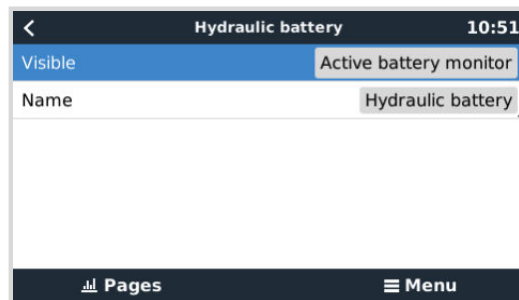 Hydraulic battery 10:51
Visible Active battery monitor
Name Hydraulic battery
Pages Menu